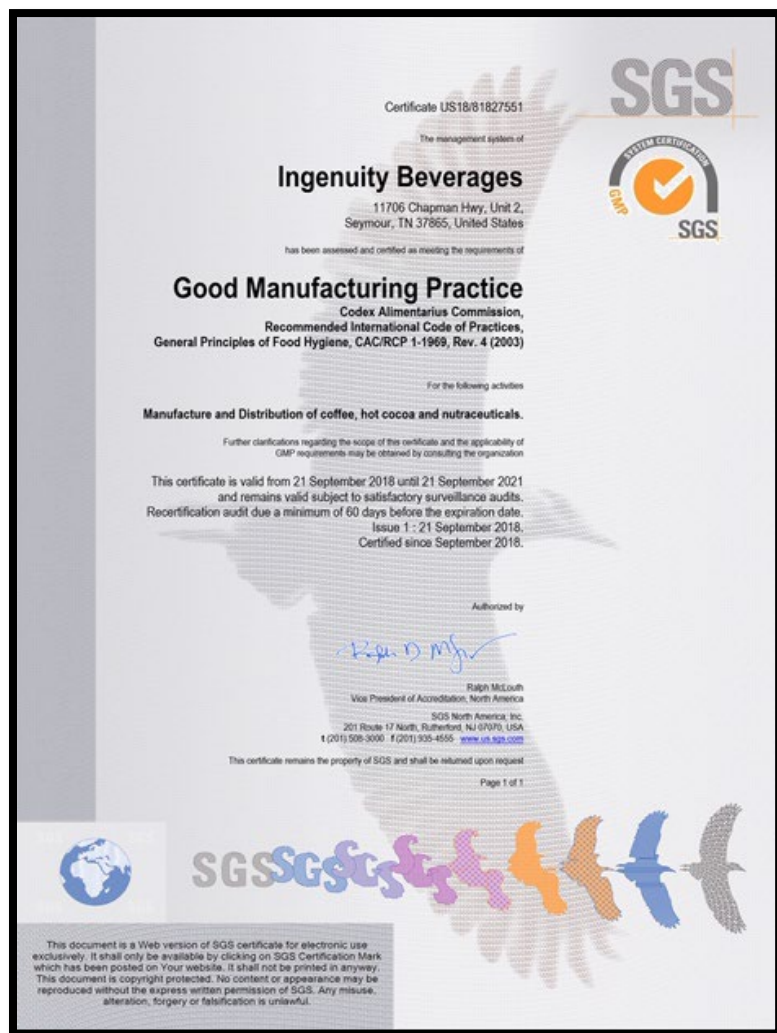 SGS
Certificate US18/81827551
The management system of
Ingenuity Beverages
11706 Chapman Hwy, Unit 2,
Seymour, TN 37865, United States
SYSTEM CERTIFICATION
GMP
SGS
has been assessed and certified as meeting the requirements of
Good Manufacturing Practice
Codex Alimentarius Commission,
Recommended International Code of Practices,
General Principles of Food Hygiene, CAC/RCP 1-1969, Rev. 4 (2003)
For the following activities
Manufacture and Distribution of coffee, hot cocoa and nutraceuticals.
Further clarifications regarding the scope of this certificate and the applicability of
GMP requirements may be obtained by consulting the organization
This certificate is valid from 21 September 2018 until 21 September 2021
and remains valid subject to satisfactory surveillance audits.
Recertification audit due a minimum of 60 days before the expiration date.
Issue 1 : 21 September 2018.
Certified since September 2018.
Authorized by
Ralph McLouth
Vice President of Accreditation, North America
SGS North America, Inc.
201 Route 17 North, Rutherford, NJ 07070, USA
t (201) 508-3000 f (201) 935-4555 www.us.sgs.com
This certificate remains the property of SGS and shall be returned upon request
Page 1 of 1
SGSSGSSGSSGS
This document is a Web version of SGS certificate for electronic use
exclusively. It shall only be available by clicking on SGS Certification Mark
which has been posted on Your website. It shall not be printed in anyway.
This document is copyright protected. No content or appearance may be
reproduced without the express written permission of SGS. Any misuse,
alteration, forgery or falsification is unlawful.